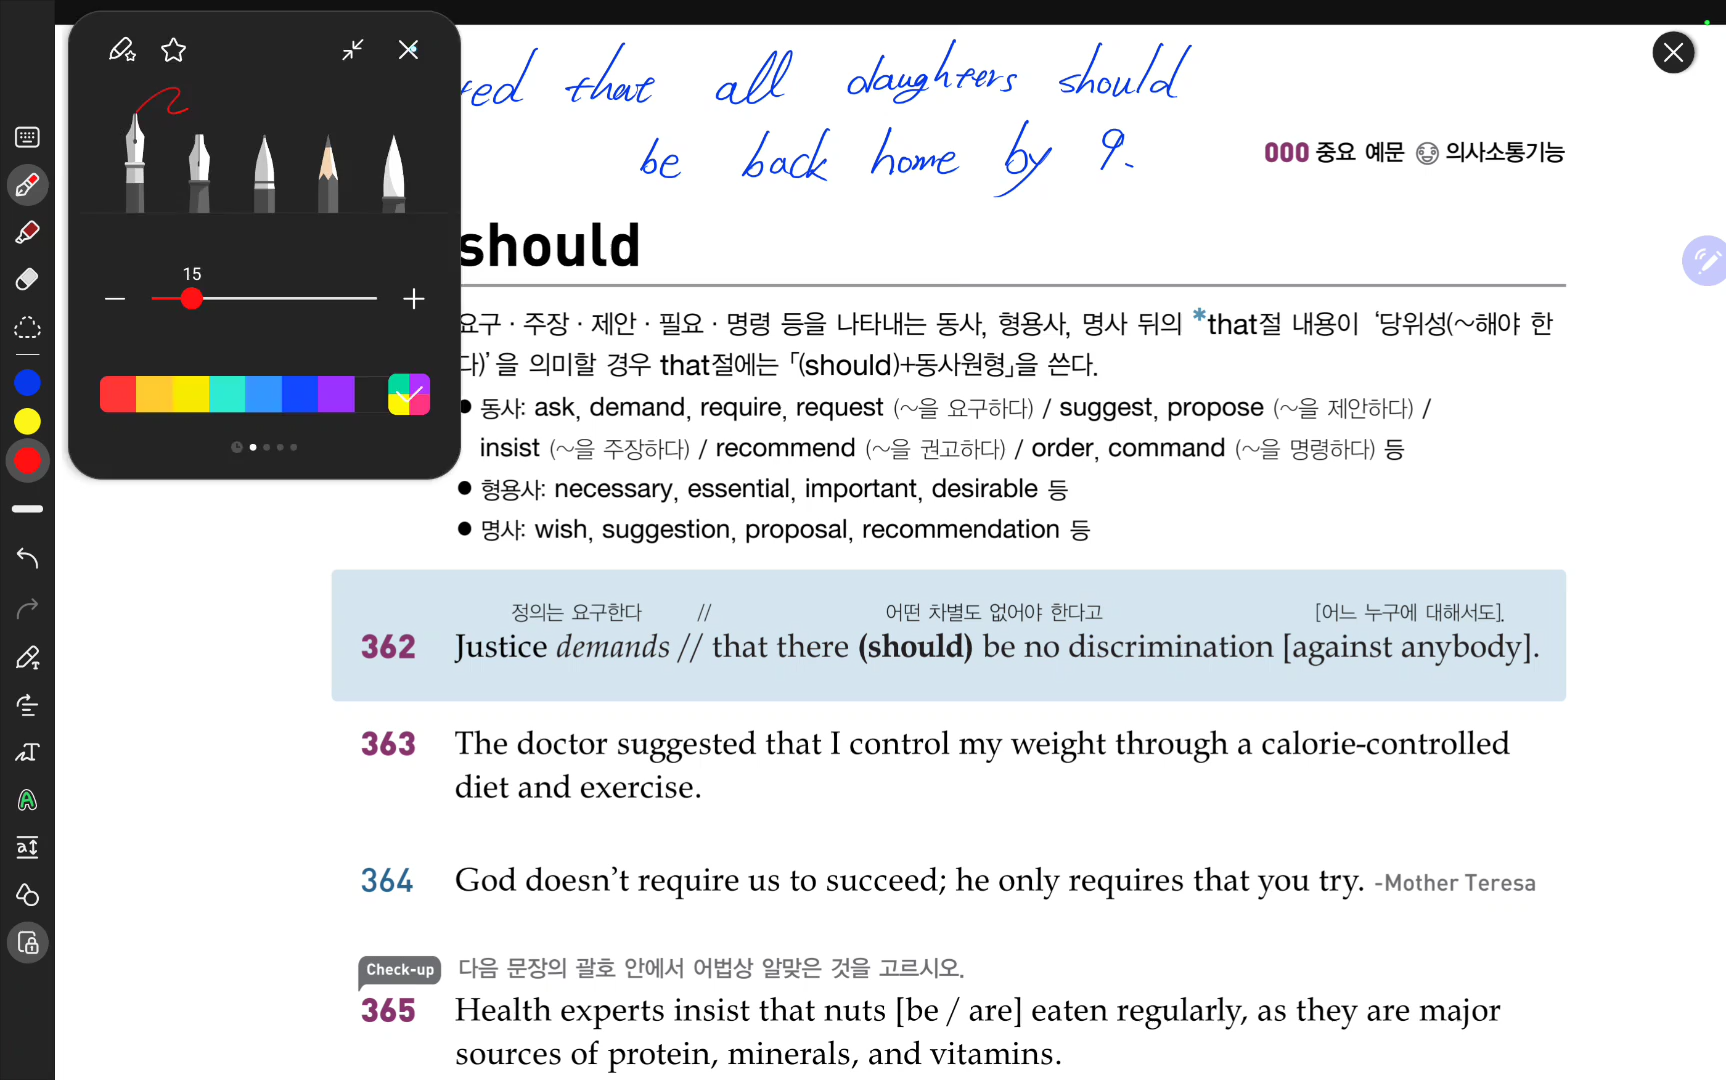 that all daughters should
be back home by 9.
000 중요 예문 의사소통기능
should
15
요구 · 주장 · 제안 · 필요 · 명령 등을 나타내는 동사, 형용사, 명사 뒤의 *that절 내용이 ‘당위성(~해야 한
다)’을 의미할 경우 that절에는 「(should)+동사원형」을 쓴다.
● 동사: ask, demand, require, request (~을 요구하다) / suggest, propose (~을 제안하다) /
insist (~을 주장하다) / recommend (~을 권고하다) / order, command (~을 명령하다) 등
● 형용사: necessary, essential, important, desirable 등
● 명사: wish, suggestion, proposal, recommendation 등
정의는 요구한다 // 어떤 차별도 없어야 한다고 [어느 누구에 대해서도].
362 Justice demands // that there (should) be no discrimination [against anybody].
363 The doctor suggested that I control my weight through a calorie-controlled
diet and exercise.
364 God doesn’t require us to succeed; he only requires that you try. -Mother Teresa
Check-up 다음 문장의 괄호 안에서 어법상 알맞은 것을 고르시오.
365 Health experts insist that nuts [be / are] eaten regularly, as they are major
sources of protein, minerals, and vitamins.